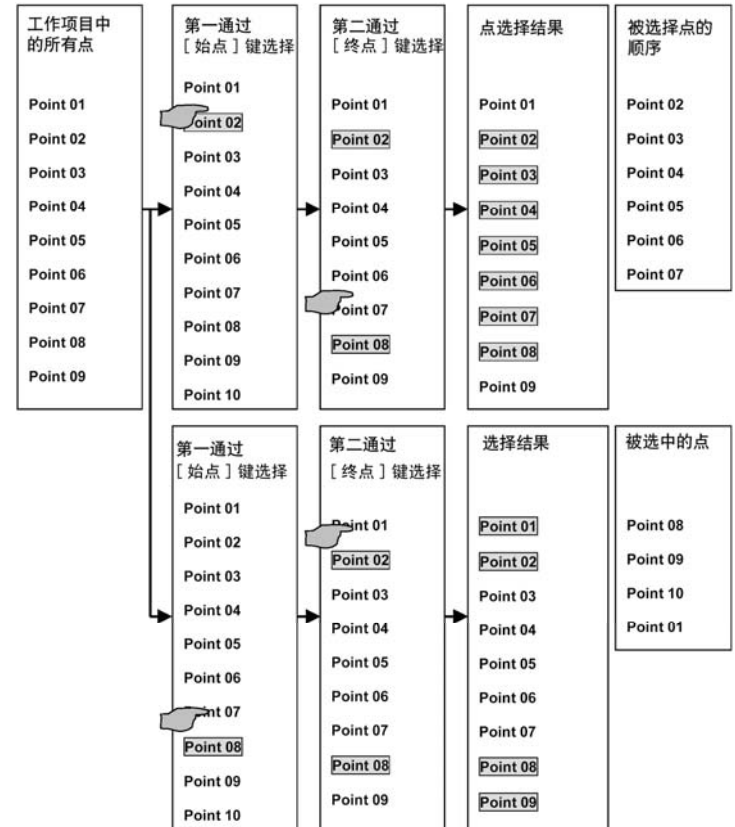 工作项目中
的所有点
Point 01
Point 02
Point 03
Point 04
Point 05
Point 06
Point 07
Point 08
Point 09
第一通过
[ 始点 ] 键选择
Point 01
oint 02
Point 03
Point 04
Point 05
Point 06
Point 07
Point 08
Point 09
Point 10
第二通过
[ 终点 ] 键选择
Point 01
Point 02
Point 03
Point 04
Point 05
Point 06
Point 07
Point 08
Point 09
点选择结果
Point 01
Point 02
Point 03
Point 04
Point 05
Point 06
Point 07
Point 08
Point 09
被选择点的
顺序
Point 02
Point 03
Point 04
Point 05
Point 06
Point 07
第一通过
[ 始点 ] 键选择
Point 01
Point 02
Point 03
Point 04
Point 05
Point 06
nt 07
Point 08
Point 09
Point 10
第二通过
[ 终点 ] 键选择
Point 01
Point 02
Point 03
Point 04
Point 05
Point 06
Point 07
Point 08
Point 09
选择结果
Point 01
Point 02
Point 03
Point 04
Point 05
Point 06
Point 07
Point 08
Point 09
被选中的点
Point 08
Point 09
Point 10
Point 01